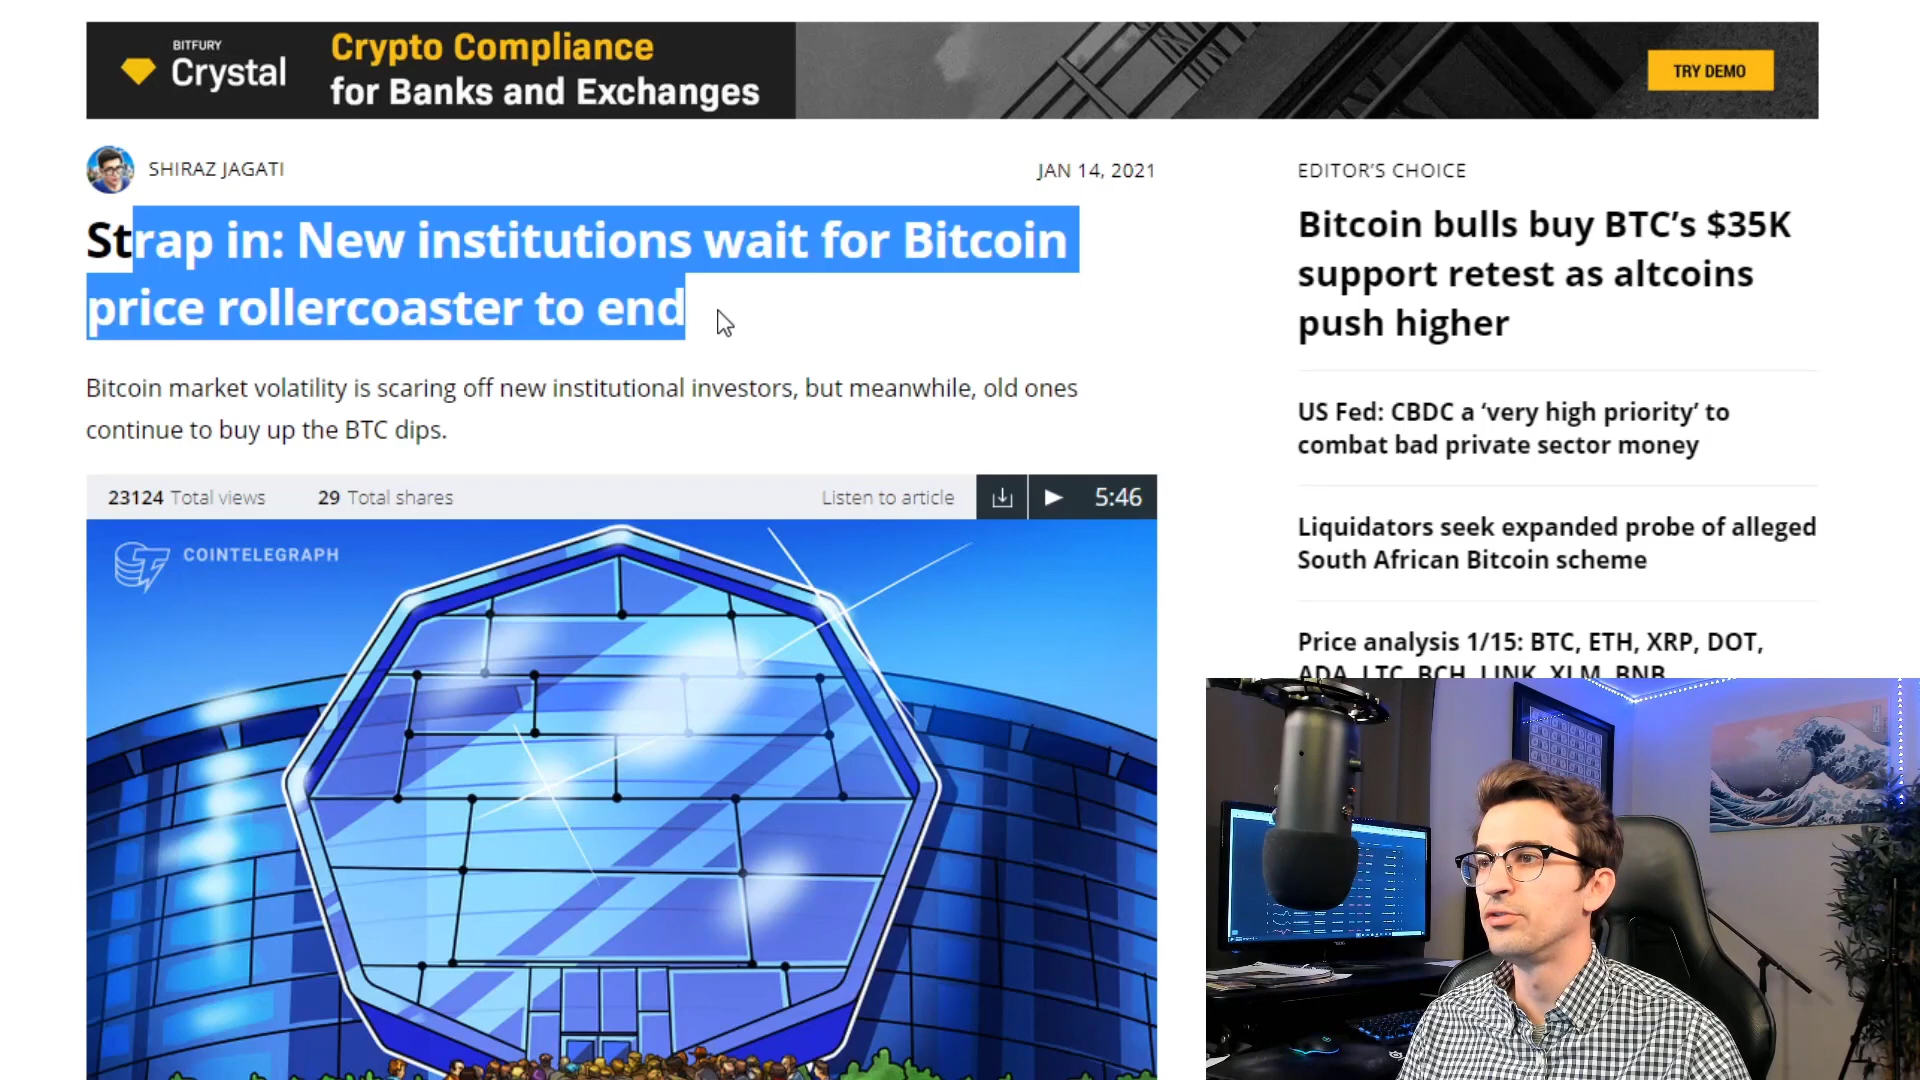 BITFURY
Crystal
Crypto Compliance
for Banks and Exchanges
TRY DEMO
SHIRAZ JAGATI
JAN 14, 2021
Strap in: New institutions wait for Bitcoin
price rollercoaster to end
Bitcoin market volatility is scaring off new institutional investors, but meanwhile, old ones
continue to buy up the BTC dips.
23124 Total views
29 Total shares
Listen to article
5:46
COINTELEGRAPH
EDITOR'S CHOICE
Bitcoin bulls buy BTC's $35K
support retest as altcoins
push higher
US Fed: CBDC a ‘very high priority’ to
combat bad private sector money
Liquidators seek expanded probe of alleged
South African Bitcoin scheme
Price analysis 1/15: BTC, ETH, XRP, DOT,
ADA, LTC, BCH, LINK, XLM, BNB